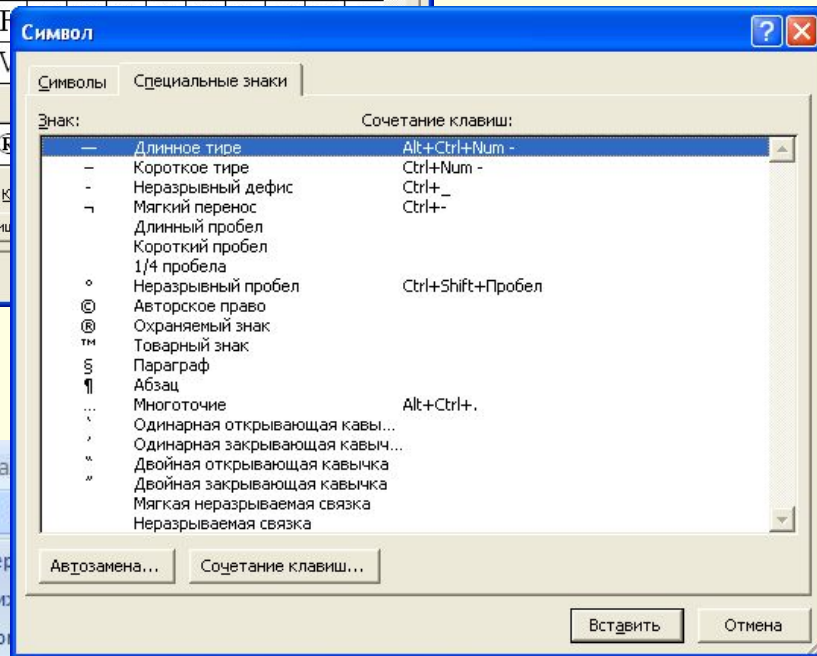 Символ
Символы Специальные знаки
Знак: Сочетание клавиш:
— Длинное тире Alt+Ctrl+Num -
– Короткое тире Ctrl+Num -
- Неразрывный дефис Ctrl+_
¬ Мягкий перенос Ctrl+-
Длинный пробел
Короткий пробел
1/4 пробела
° Неразрывный пробел Ctrl+Shift+Пробел
© Авторское право
® Охраняемый знак
™ Товарный знак
§ Параграф
¶ Абзац
… Многоточие Alt+Ctrl+.
‘ Одинарная открывающая кавы...
’ Одинарная закрывающая кавыч...
“ Двойная открывающая кавычка
” Двойная закрывающая кавычка
Мягкая неразрываемая связка
Неразрываемая связка
Автозамена... Сочетание клавиш...
Вставить Отмена